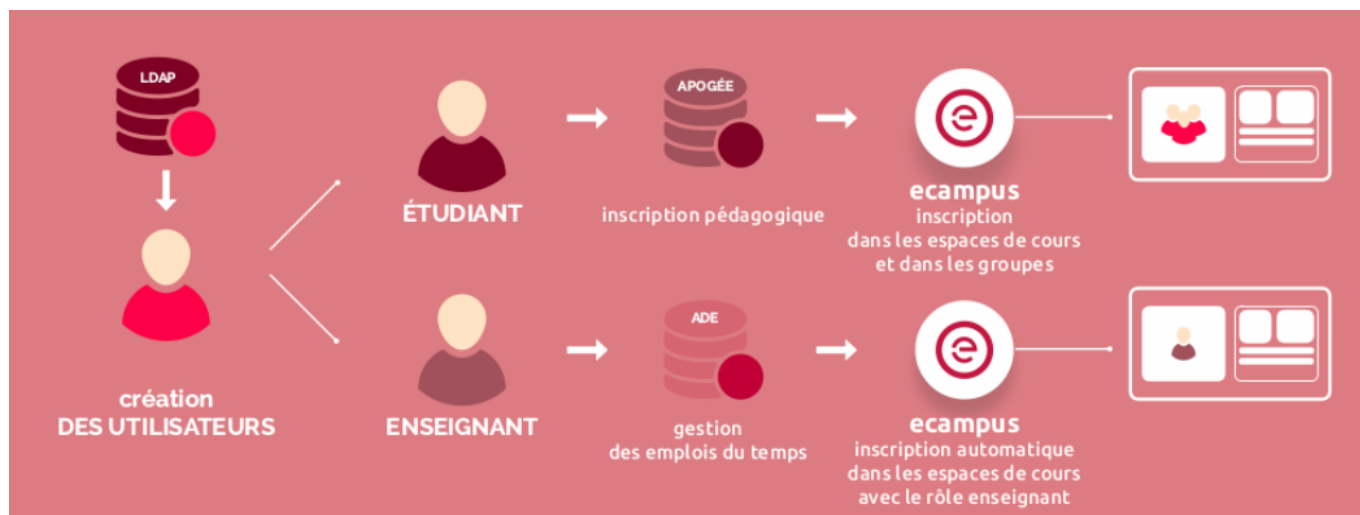 LDAP
création
DES UTILISATEURS
ÉTUDIANT
APOGÉE
inscription pédagogique
e
ecampus
inscription
dans les espaces de cours
et dans les groupes
ENSEIGNANT
ADE
gestion
des emplois du temps
e
ecampus
inscription automatique
dans les espaces de cours
avec le rôle enseignant